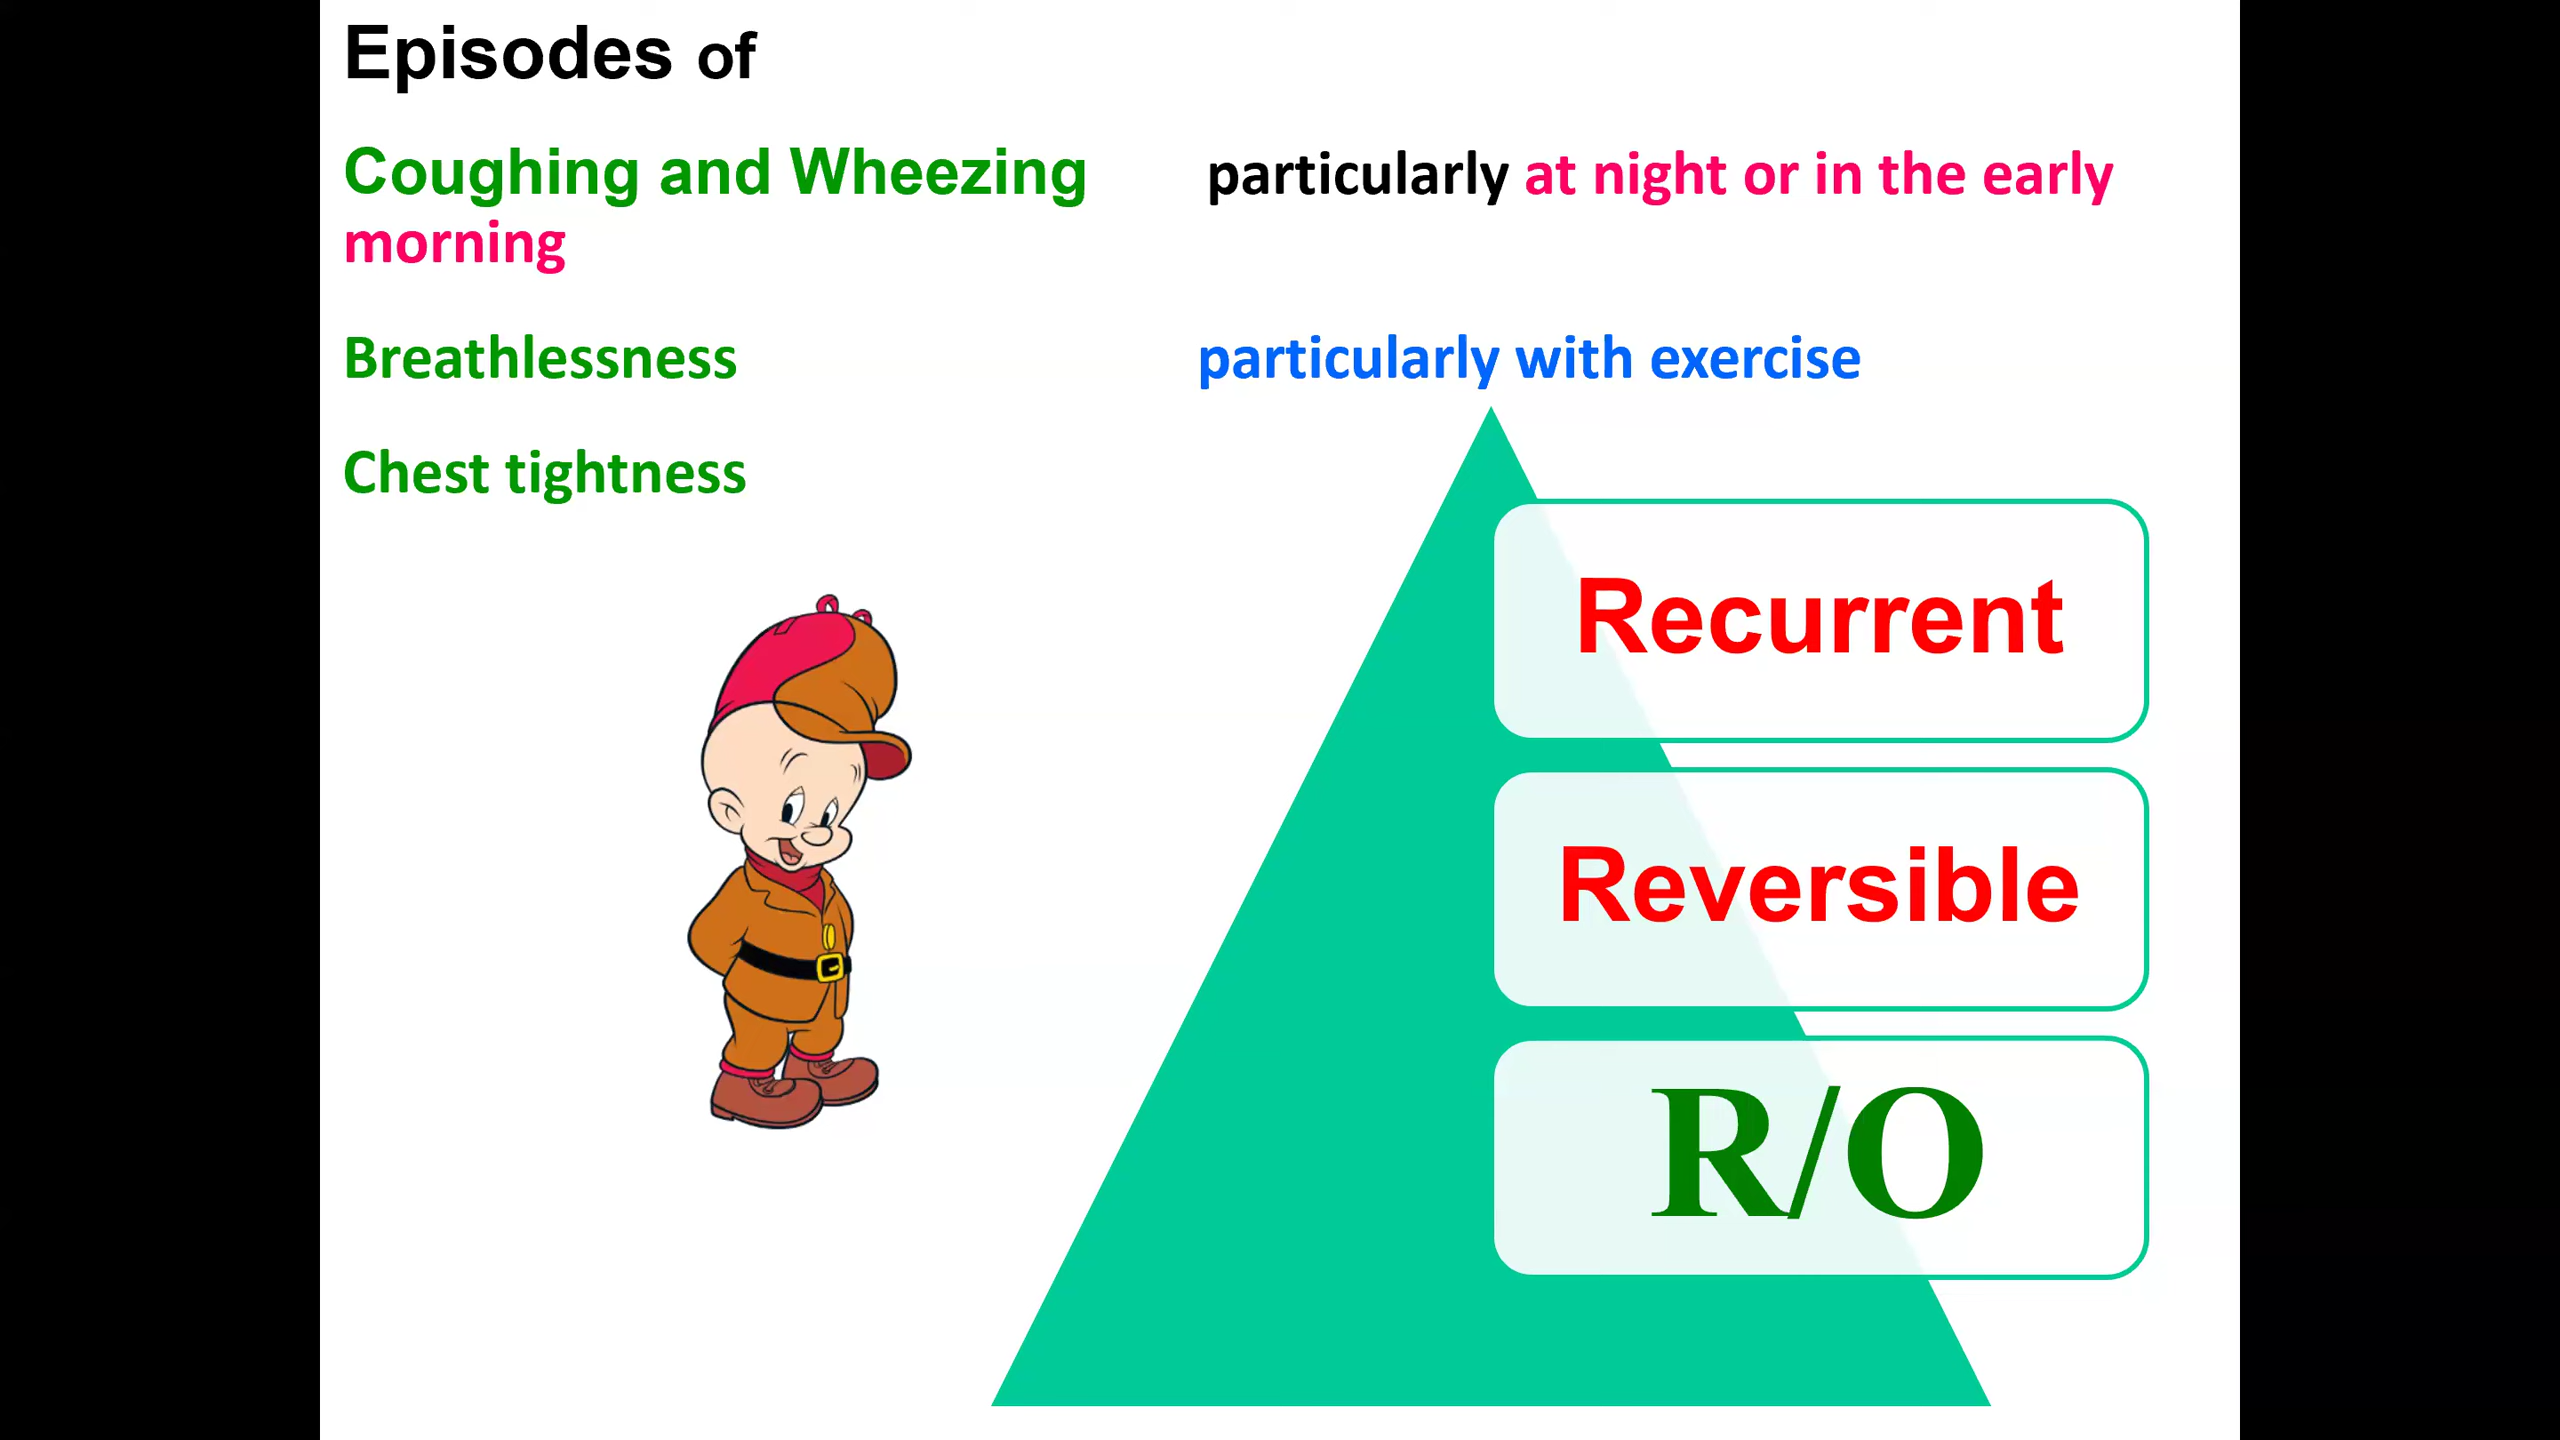 Episodes of
Coughing and Wheezing particularly at night or in the early
morning
Breathlessness particularly with exercise
Chest tightness
Recurrent
Reversible
R/O